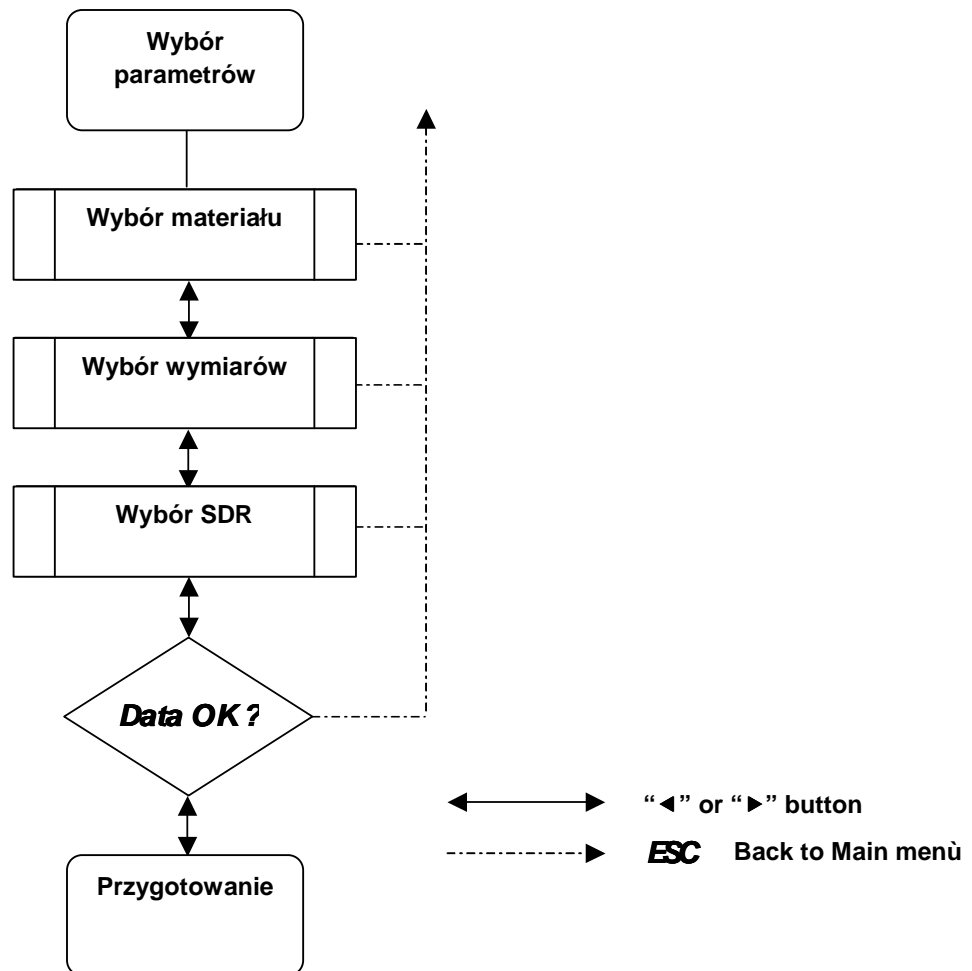 Wybór
parametrów
Wybór materiału
Wybór wymiarów
Wybór SDR
Data OK ?
“◄” or “►” button
ESC Back to Main menù
Przygotowanie